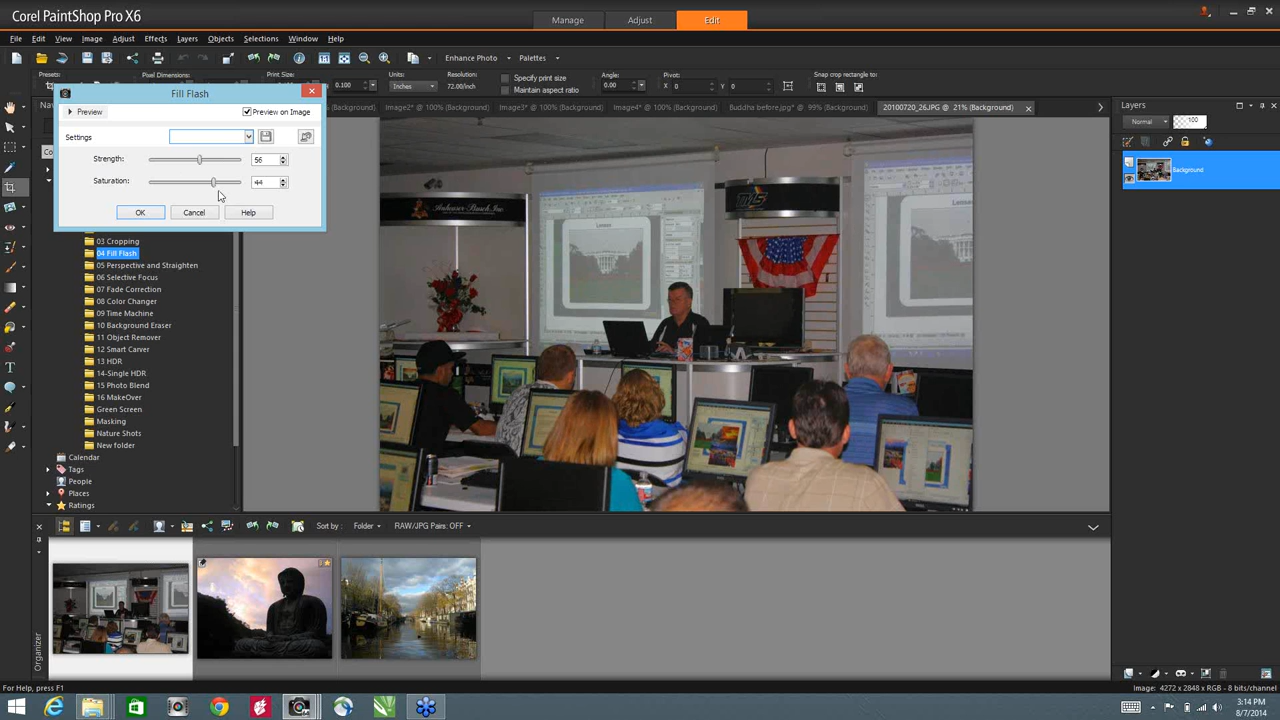 Corel PaintShop Pro X6
Manage
Adjust
Edit
File Edit View Image Adjust Effects Layers Objects Selections Window Help
Enhance Photo
Palettes
Presets:
Pixel Dimensions:
Print Size:
0.100
Units:
Inches
Resolution:
72.00/inch
Specify print size
Maintain aspect ratio
Angle:
0.00
Pivot:
X 0
Y 0
Snap crop rectangle to:
(Background)
Image2* @ 100% (Background)
Image3* @ 100% (Background)
Image4* @ 100% (Background)
Buddha before.jpg* @ 99% (Background)
20100720_26.JPG @ 21% (Background)
Layers
Normal
100
Background
Fill Flash
Preview
Preview on Image
Settings
Strength:
56
Saturation:
44
OK
Cancel
Help
03 Cropping
04 Fill Flash
05 Perspective and Straighten
06 Selective Focus
07 Fade Correction
08 Color Changer
09 Time Machine
10 Background Eraser
11 Object Remover
12 Smart Carver
13 HDR
14-Single HDR
15 Photo Blend
16 MakeOver
Green Screen
Masking
Nature Shots
New folder
Calendar
Tags
People
Places
Ratings
Anheuser-Busch Inc.
Organizer
Sort by : Folder
RAW/JPG Pairs: OFF
For Help, press F1
Image: 4272 x 2848 x RGB - 8 bits/channel
3:14 PM
8/7/2014